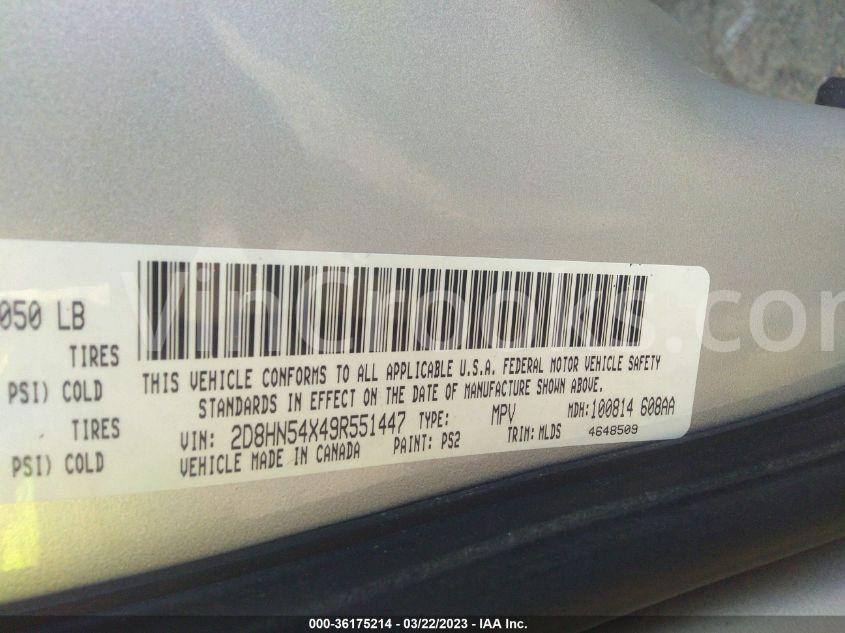 050 LB
TIRES
PSI) COLD
PSI) COLD
THIS VEHICLE CONFORMS TO ALL APPLICABLE U.S.A. FEDERAL MOTOR VEHICLE SAFETY
STANDARDS IN EFFECT ON THE DATE OF MANUFACTURE SHOWN ABOVE.
VIN: 2D8HN54X49R551447 TYPE: MPV MDH:100814 608AA
VEHICLE MADE IN CANADA PAINT: PS2 TRIM: MLDS 4648509
VinCrooks.com
000-36175214 - 03/22/2023 - IAA Inc.